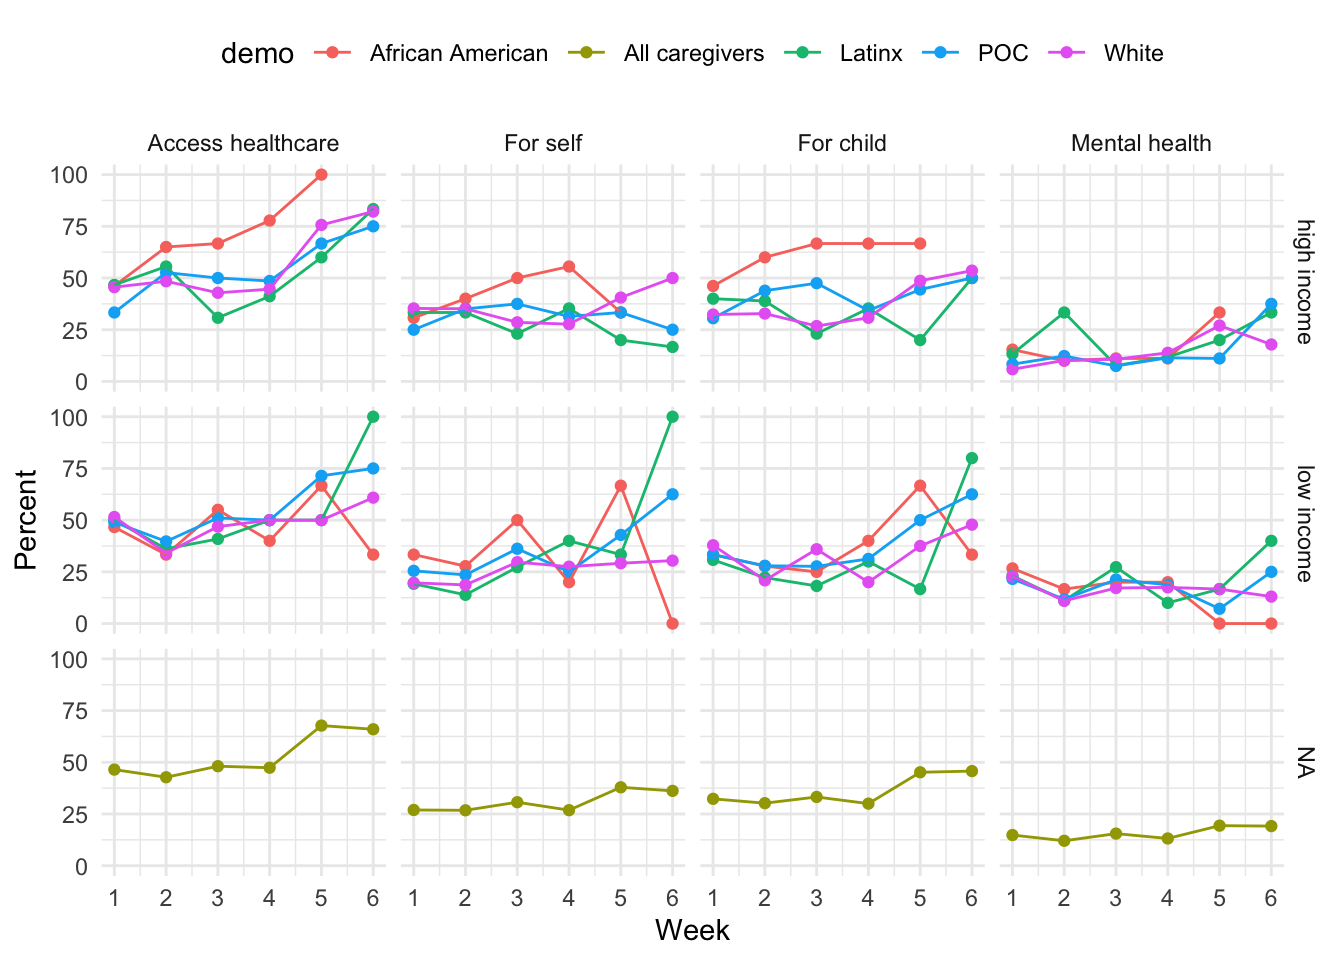 demo African American All caregivers Latinx POC White
Access healthcare For self For child Mental health
100
75
50
25
0
high income
100
75
50
25
0
low income
100
75
50
25
0
NA
Percent
1 2 3 4 5 6 1 2 3 4 5 6 1 2 3 4 5 6 1 2 3 4 5 6
Week